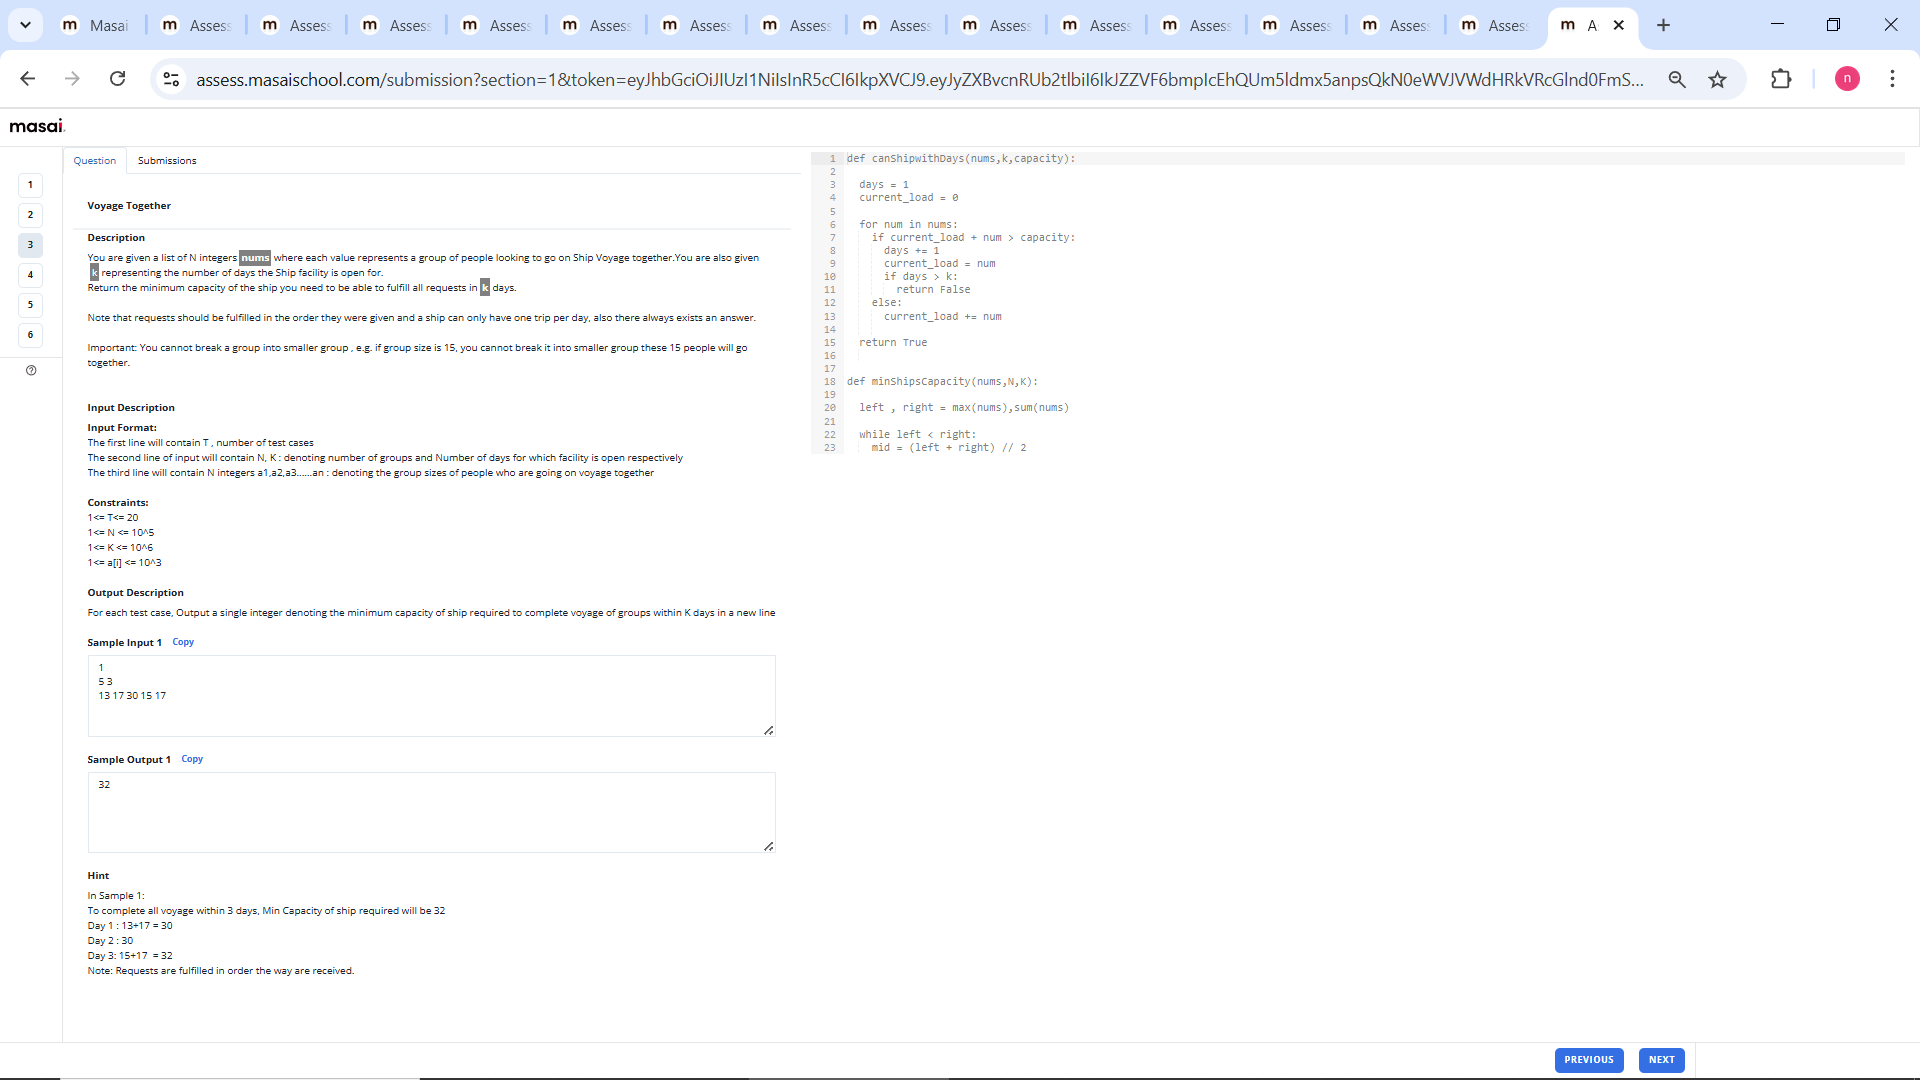 m Masai
m Assess
m Assess
m Assess
m Assess
m Assess
m Assess
m Assess
m Assess
m Assess
m Assess
m Assess
m Assess
m Assess
m Assess
m A
assess.masaischool.com/submission?section=1&token=
n
masai.
Question Submissions
1
2
3
4
5
6
Voyage Together
Description
You are given a list of N integers nums where each value represents a group of people looking to go on Ship Voyage together.You are also given
k representing the number of days the Ship facility is open for.
Return the minimum capacity of the ship you need to be able to fulfill all requests in k days.
Note that requests should be fulfilled in the order they were given and a ship can only have one trip per day, also there always exists an answer.
Important: You cannot break a group into smaller group , e.g. if group size is 15, you cannot break it into smaller group these 15 people will go
together.
Input Description
Input Format:
The first line will contain T , number of test cases
The second line of input will contain N, K : denoting number of groups and Number of days for which facility is open respectively
The third line will contain N integers a1,a2,a3......an : denoting the group sizes of people who are going on voyage together
Constraints:
1<= T<= 20
1<= N <= 10^5
1<= K <= 10^6
1<= a[i] <= 10^3
Output Description
For each test case, Output a single integer denoting the minimum capacity of ship required to complete voyage of groups within K days in a new line
Sample Input 1 Copy
1
5 3
13 17 30 15 17
Sample Output 1 Copy
32
Hint
In Sample 1:
To complete all voyage within 3 days, Min Capacity of ship required will be 32
Day 1 : 13+17 = 30
Day 2 : 30
Day 3: 15+17 = 32
Note: Requests are fulfilled in order the way are received.
1 def canShipwithDays(nums,k,capacity):
2
3 days = 1
4 current_load = 0
5
6 for num in nums:
7 if current_load + num > capacity:
8 days += 1
9 current_load = num
10 if days > k:
11 return False
12 else:
13 current_load += num
14
15 return True
16
17
18 def minShipsCapacity(nums,N,K):
19
20 left , right = max(nums),sum(nums)
21
22 while left < right:
23 mid = (left + right) // 2
PREVIOUS NEXT